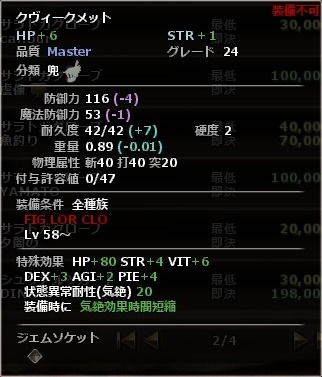 クヴィークメット
装備不可
HP+6 STR+1
品質 Master グレード 24
分類 兜
防御力 116 (-4)
魔法防御力 53 (-1)
耐久度 42/42 (+7) 硬度 2
重量 0.89 (-0.01)
物理属性 斬40 打40 突20
付与許容値 0/47
装備条件 全種族
FIG LOR CLO
Lv 58～
特殊効果 HP+80 STR+4 VIT+6
DEX+3 AGI+2 PIE+4
状態異常耐性(気絶) 20
装備時に 気絶効果時間短縮
ジェムソケット
2/4